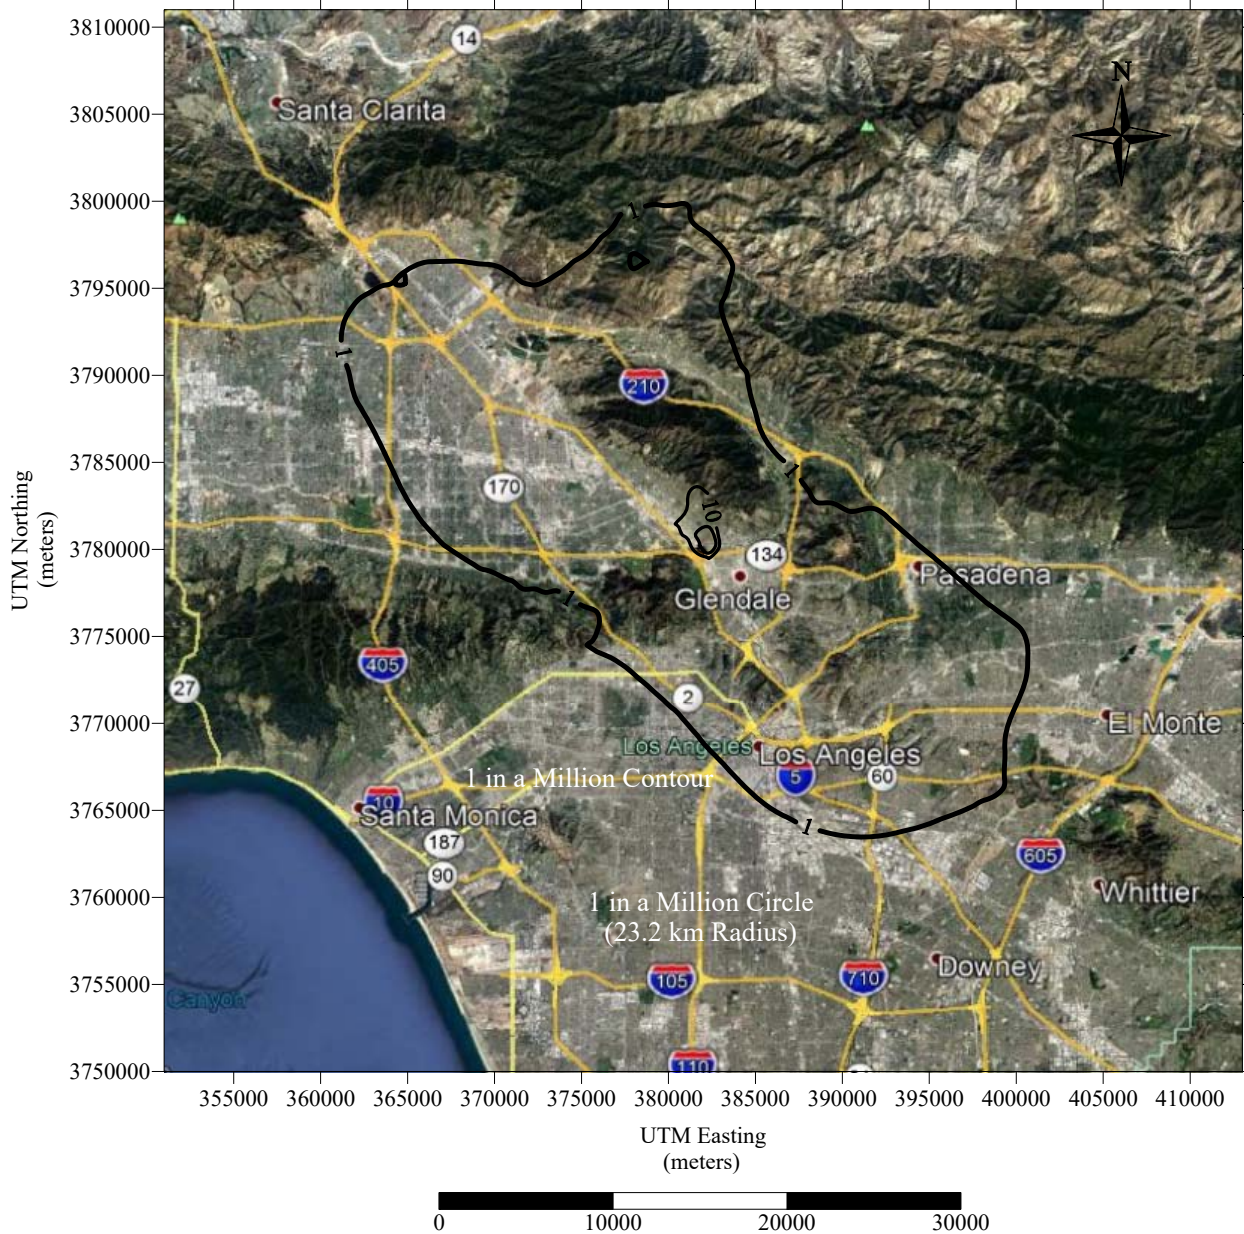 3810000
14
N
Santa Clarita
3805000
3800000
1
3795000
1
3790000
210
3785000
1
170
10
3780000
134
Pasadena
Glendale
1
UTM Northing
(meters)
3775000
405
27
2
3770000
El Monte
Los Angeles
Los Angeles
1 in a Million Contour
5
60
3765000
10
Santa Monica
1
187
605
90
Whittier
3760000
1 in a Million Circle
(23.2 km Radius)
Downey
3755000
105
710
Canyon
110
3750000
355000 360000 365000 370000 375000 380000 385000 390000 395000 400000 405000 410000
UTM Easting
(meters)
0 10000 20000 30000